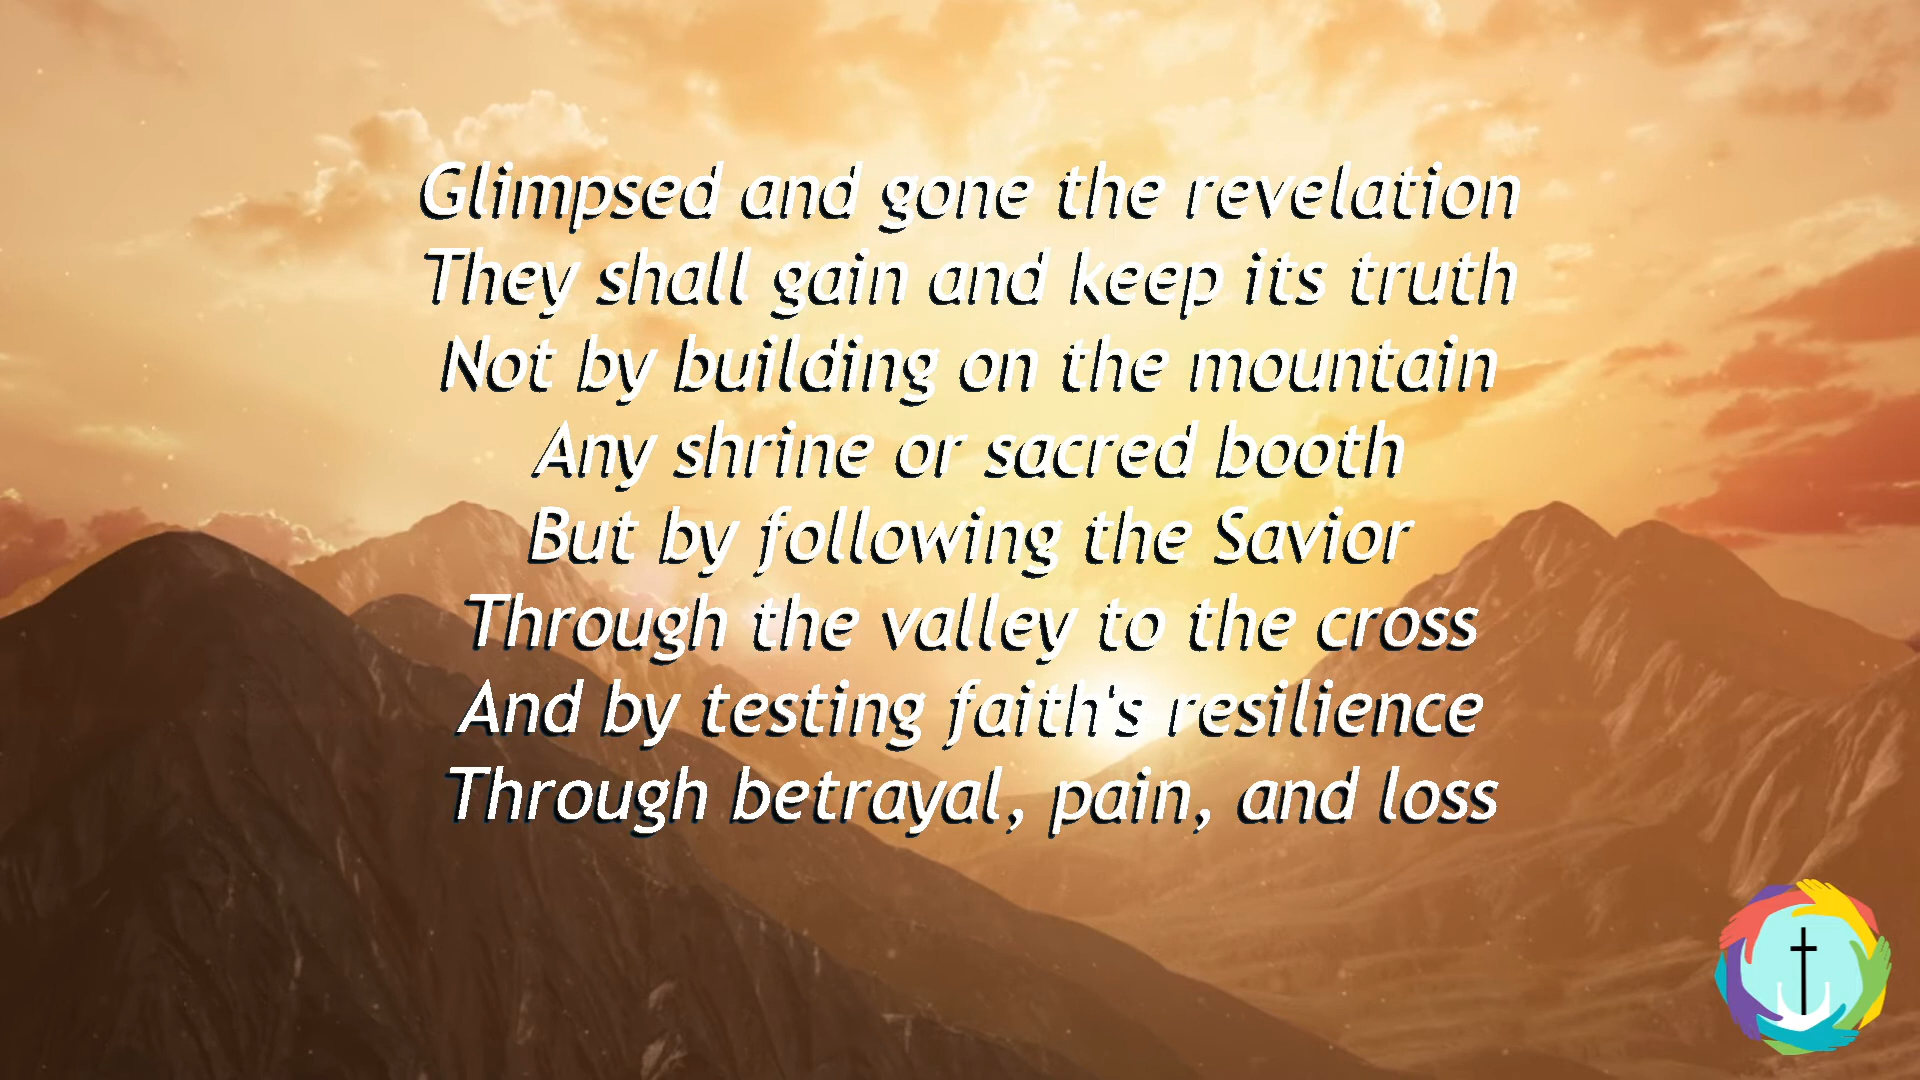 Glimpsed and gone the revelation
They shall gain and keep its truth
Not by building on the mountain
Any shrine or sacred booth
But by following the Savior
Through the valley to the cross
And by testing faith's resilience
Through betrayal, pain, and loss